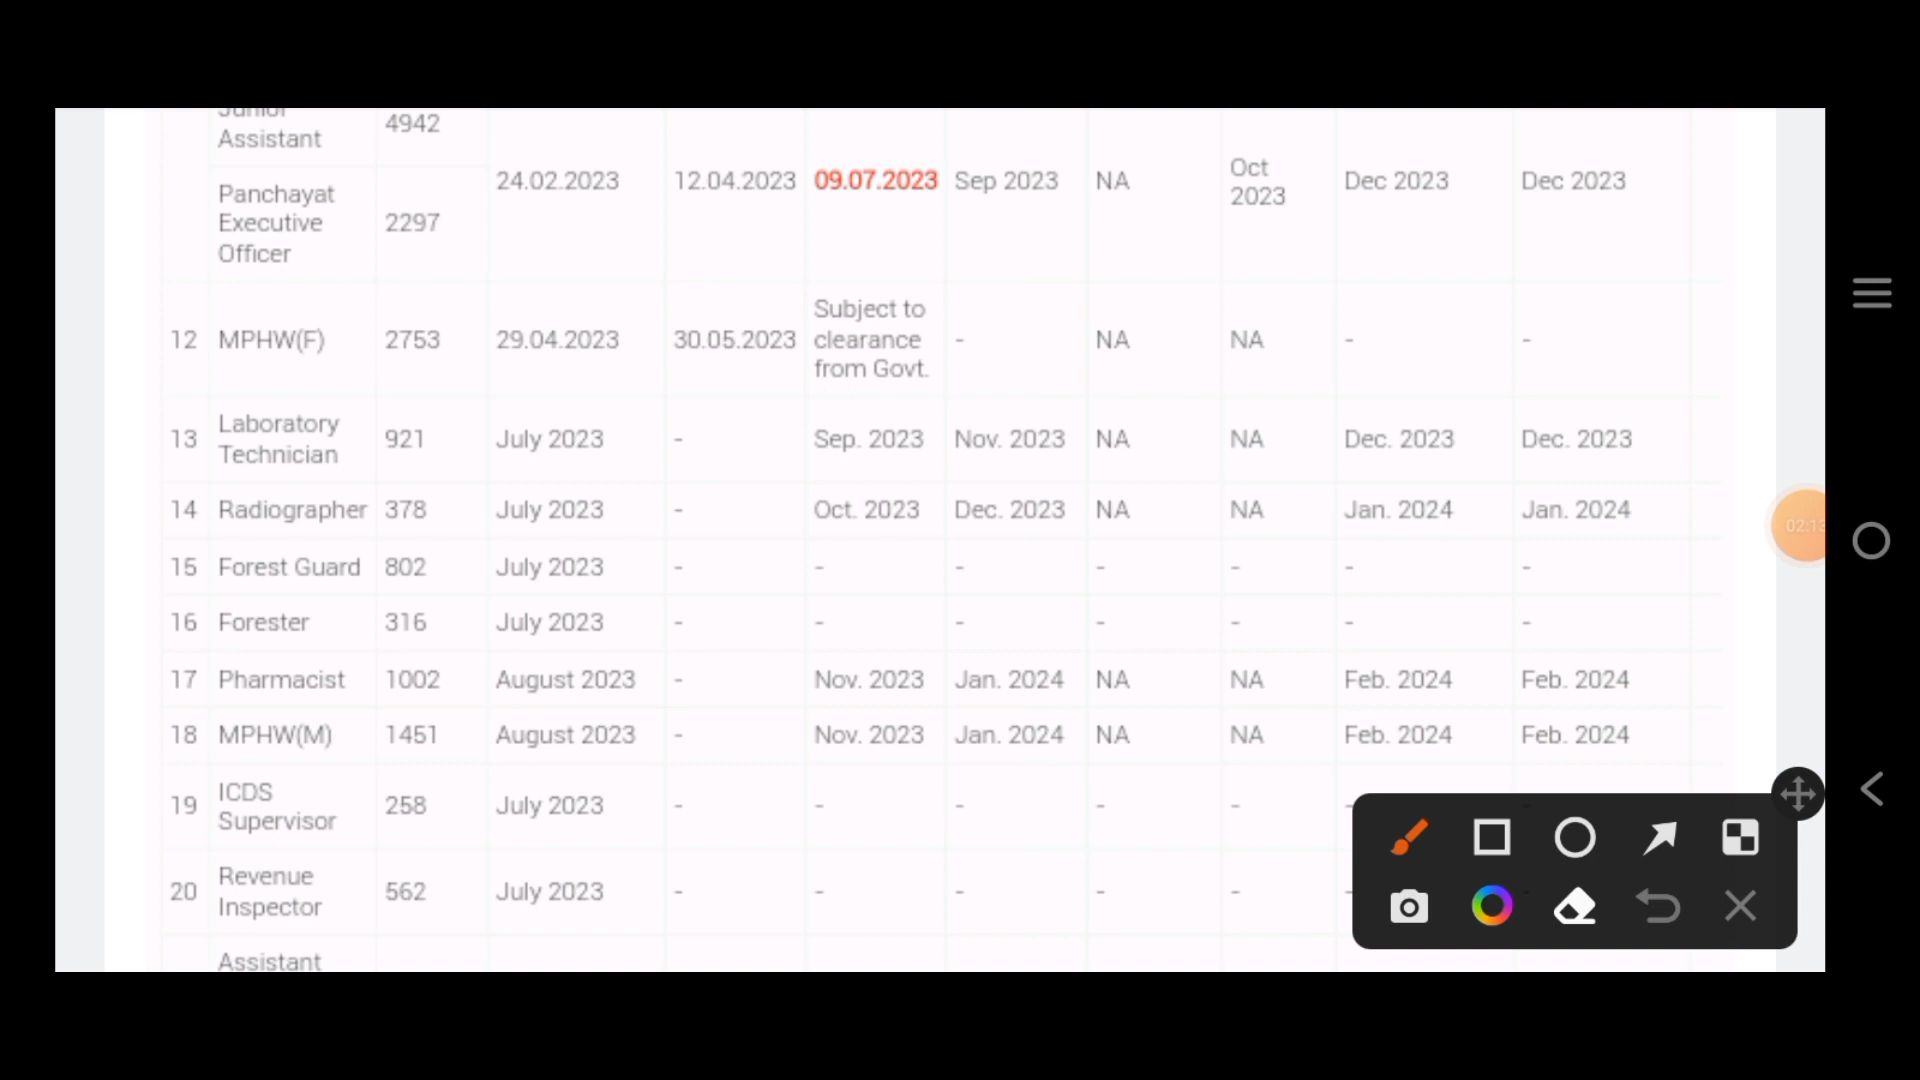 Junior
Assistant
4942
Panchayat
Executive
Officer
2297
24.02.2023
12.04.2023
09.07.2023
Sep 2023
NA
Oct
2023
Dec 2023
Dec 2023
12 MPHW(F) 2753 29.04.2023 30.05.2023
Subject to
clearance
from Govt.
- NA NA - -
13
Laboratory
Technician
921 July 2023 - Sep. 2023 Nov. 2023 NA NA Dec. 2023 Dec. 2023
14 Radiographer 378 July 2023 - Oct. 2023 Dec. 2023 NA NA Jan. 2024 Jan. 2024
15 Forest Guard 802 July 2023 - - - - - - -
16 Forester 316 July 2023 - - - - - - -
17 Pharmacist 1002 August 2023 - Nov. 2023 Jan. 2024 NA NA Feb. 2024 Feb. 2024
18 MPHW(M) 1451 August 2023 - Nov. 2023 Jan. 2024 NA NA Feb. 2024 Feb. 2024
19
ICDS
Supervisor
258 July 2023 - - - - - -
20
Revenue
Inspector
562 July 2023 - - - - - -
Assistant
02:13